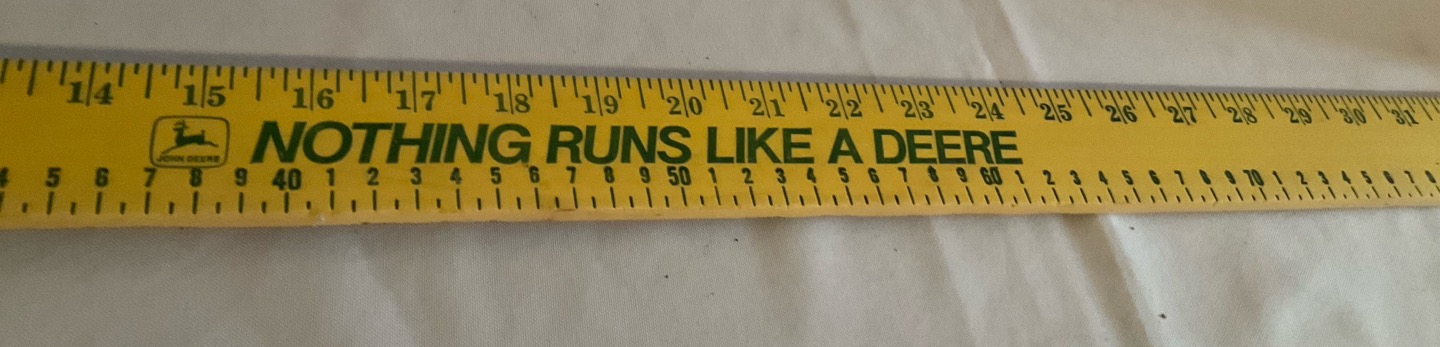 14 15 16 17 18 19 20 21 22 23 24 25 26 27 28 29 30 31
JOHN DEERE
NOTHING RUNS LIKE A DEERE
4 5 6 7 8 9 40 1 2 3 4 5 6 7 8 9 50 1 2 3 4 5 6 7 8 9 60 1 2 3 4 5 6 7 8 9 70 1 2 3 4 5 6 7 8